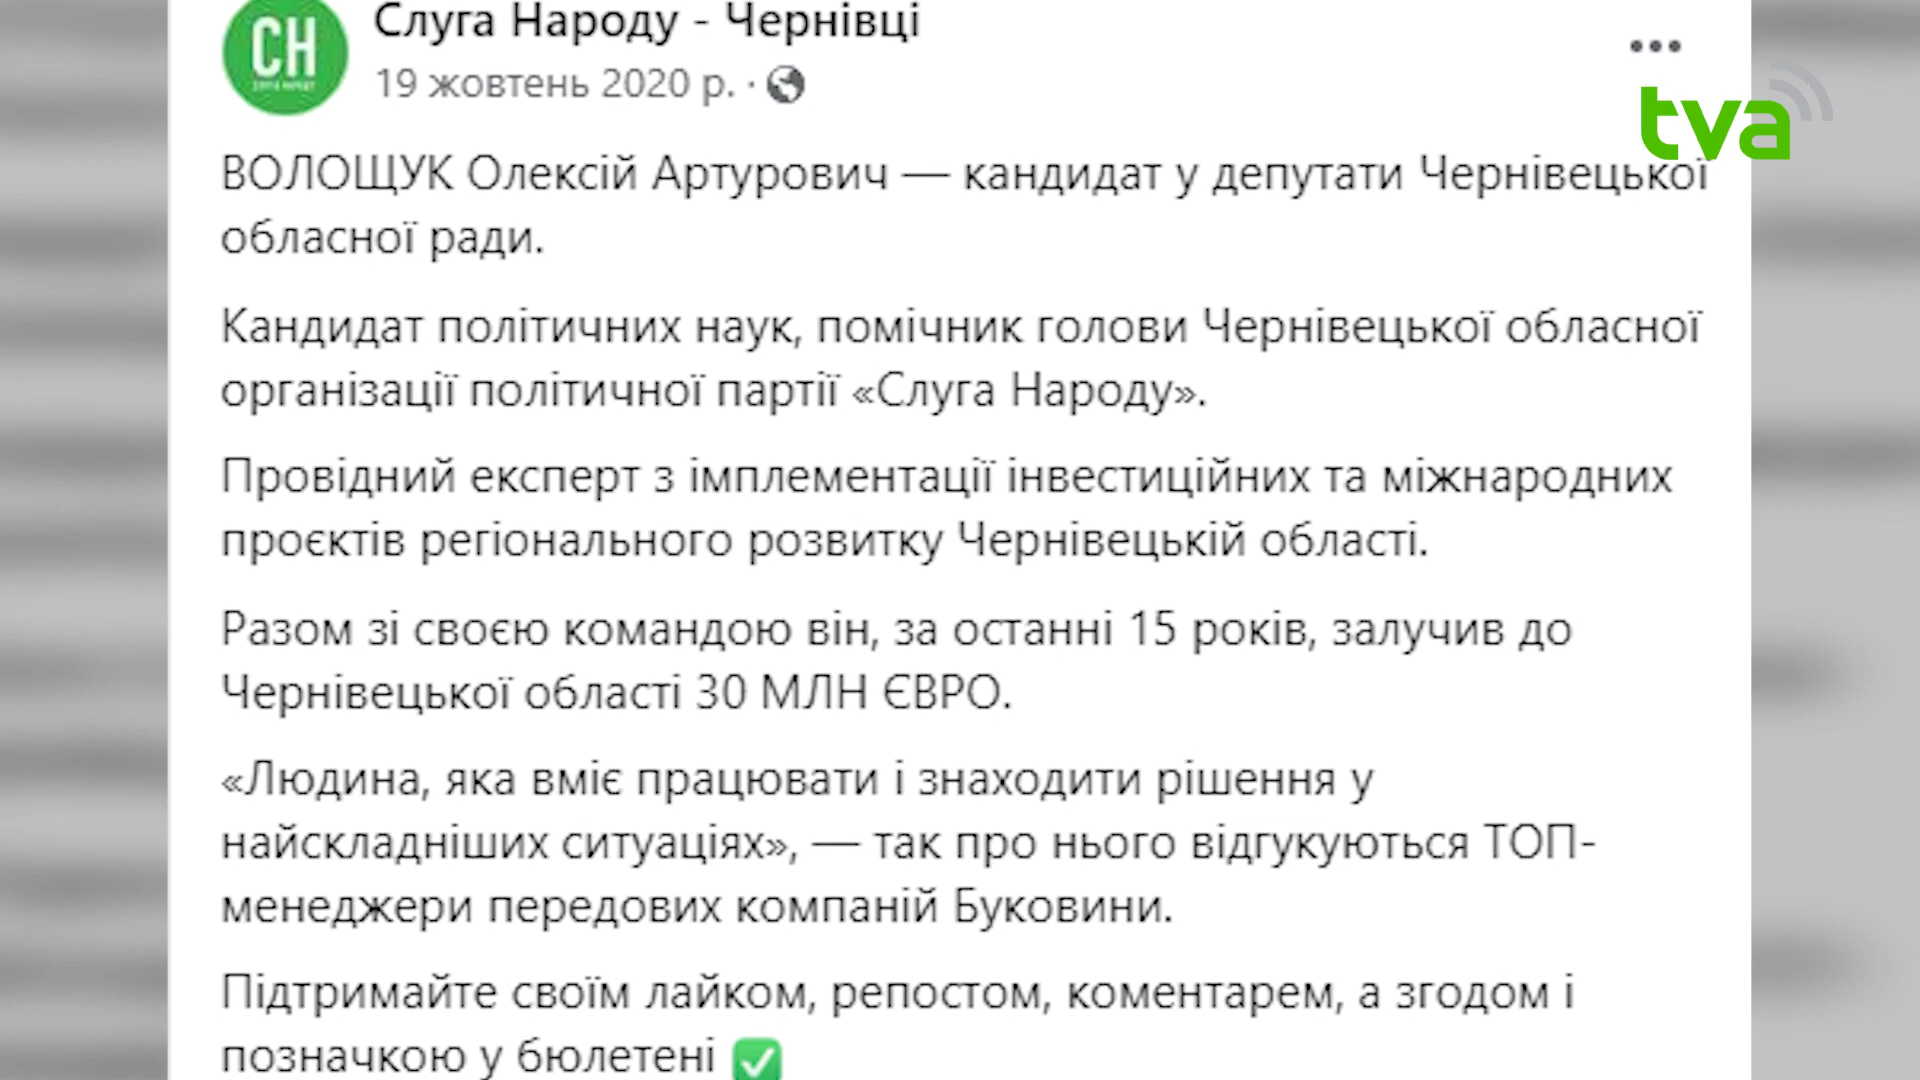 СН
Слуга Народу - Чернівці
19 жовтень 2020 р. ·
tva
ВОЛОЩУК Олексій Артурович — кандидат у депутати Чернівецької
обласної ради.
Кандидат політичних наук, помічник голови Чернівецької обласної
організації політичної партії «Слуга Народу».
Провідний експерт з імплементації інвестиційних та міжнародних
проєктів регіонального розвитку Чернівецькій області.
Разом зі своєю командою він, за останні 15 років, залучив до
Чернівецької області 30 МЛН ЄВРО.
«Людина, яка вміє працювати і знаходити рішення у
найскладніших ситуаціях», — так про нього відгукуються ТОП-
менеджери передових компаній Буковини.
Підтримайте своїм лайком, репостом, коментарем, а згодом і
позначкою у бюлетені ✅